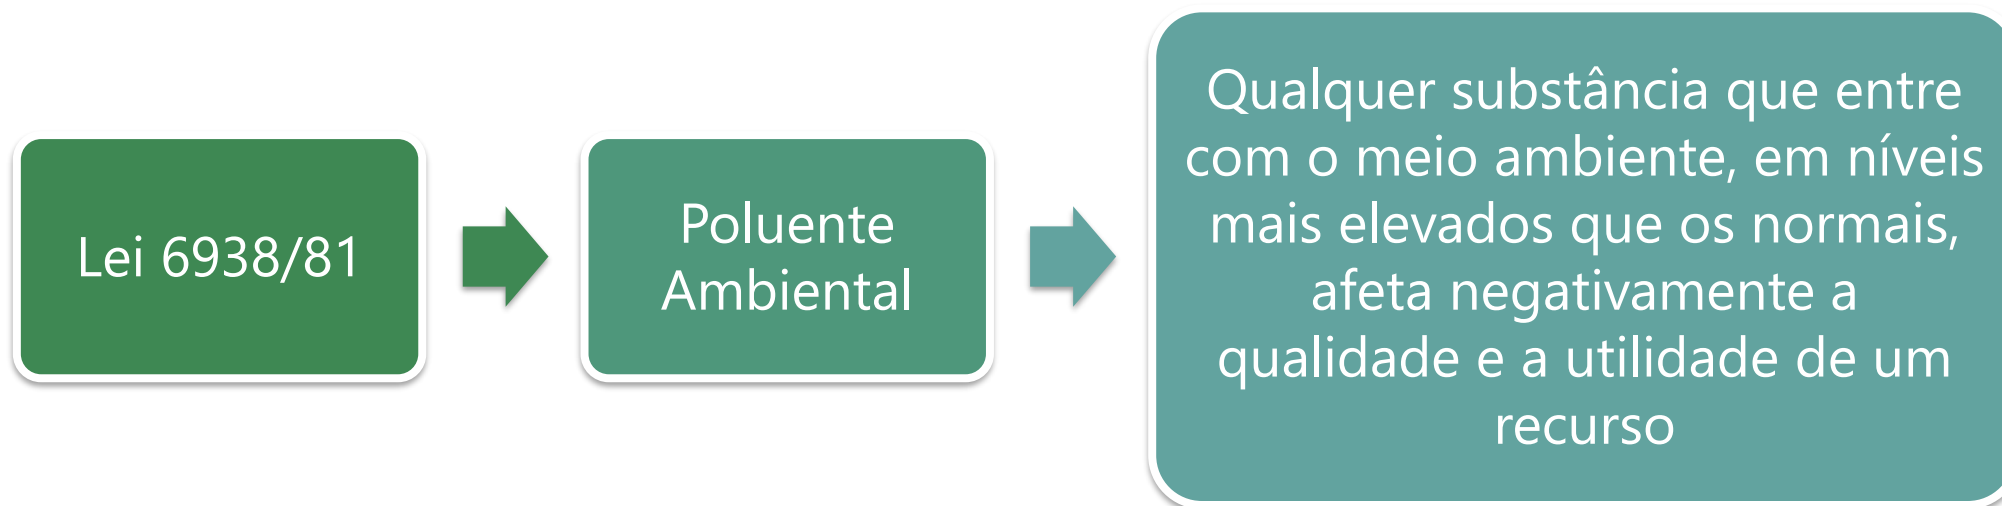 Lei 6938/81
Poluente
Ambiental
Qualquer substância que entre
com o meio ambiente, em níveis
mais elevados que os normais,
afeta negativamente a
qualidade e a utilidade de um
recurso